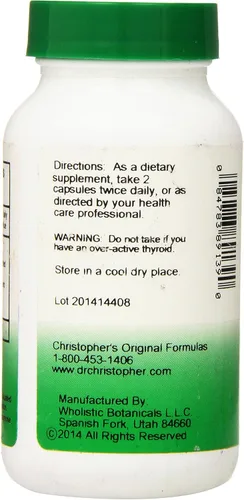 Directions: As a dietary
supplement, take 2
capsules twice daily, or as
directed by your health
care professional.
WARNING: Do not take if you
have an over-active thyroid.
Store in a cool dry place.
Lot 201414408
Christopher's Original Formulas
1-800-453-1406
www.drchristopher.com
Manufactured By:
Wholistic Botanicals L.L.C.
Spanish Fork, Utah 84660
©2014 All Rights Reserved